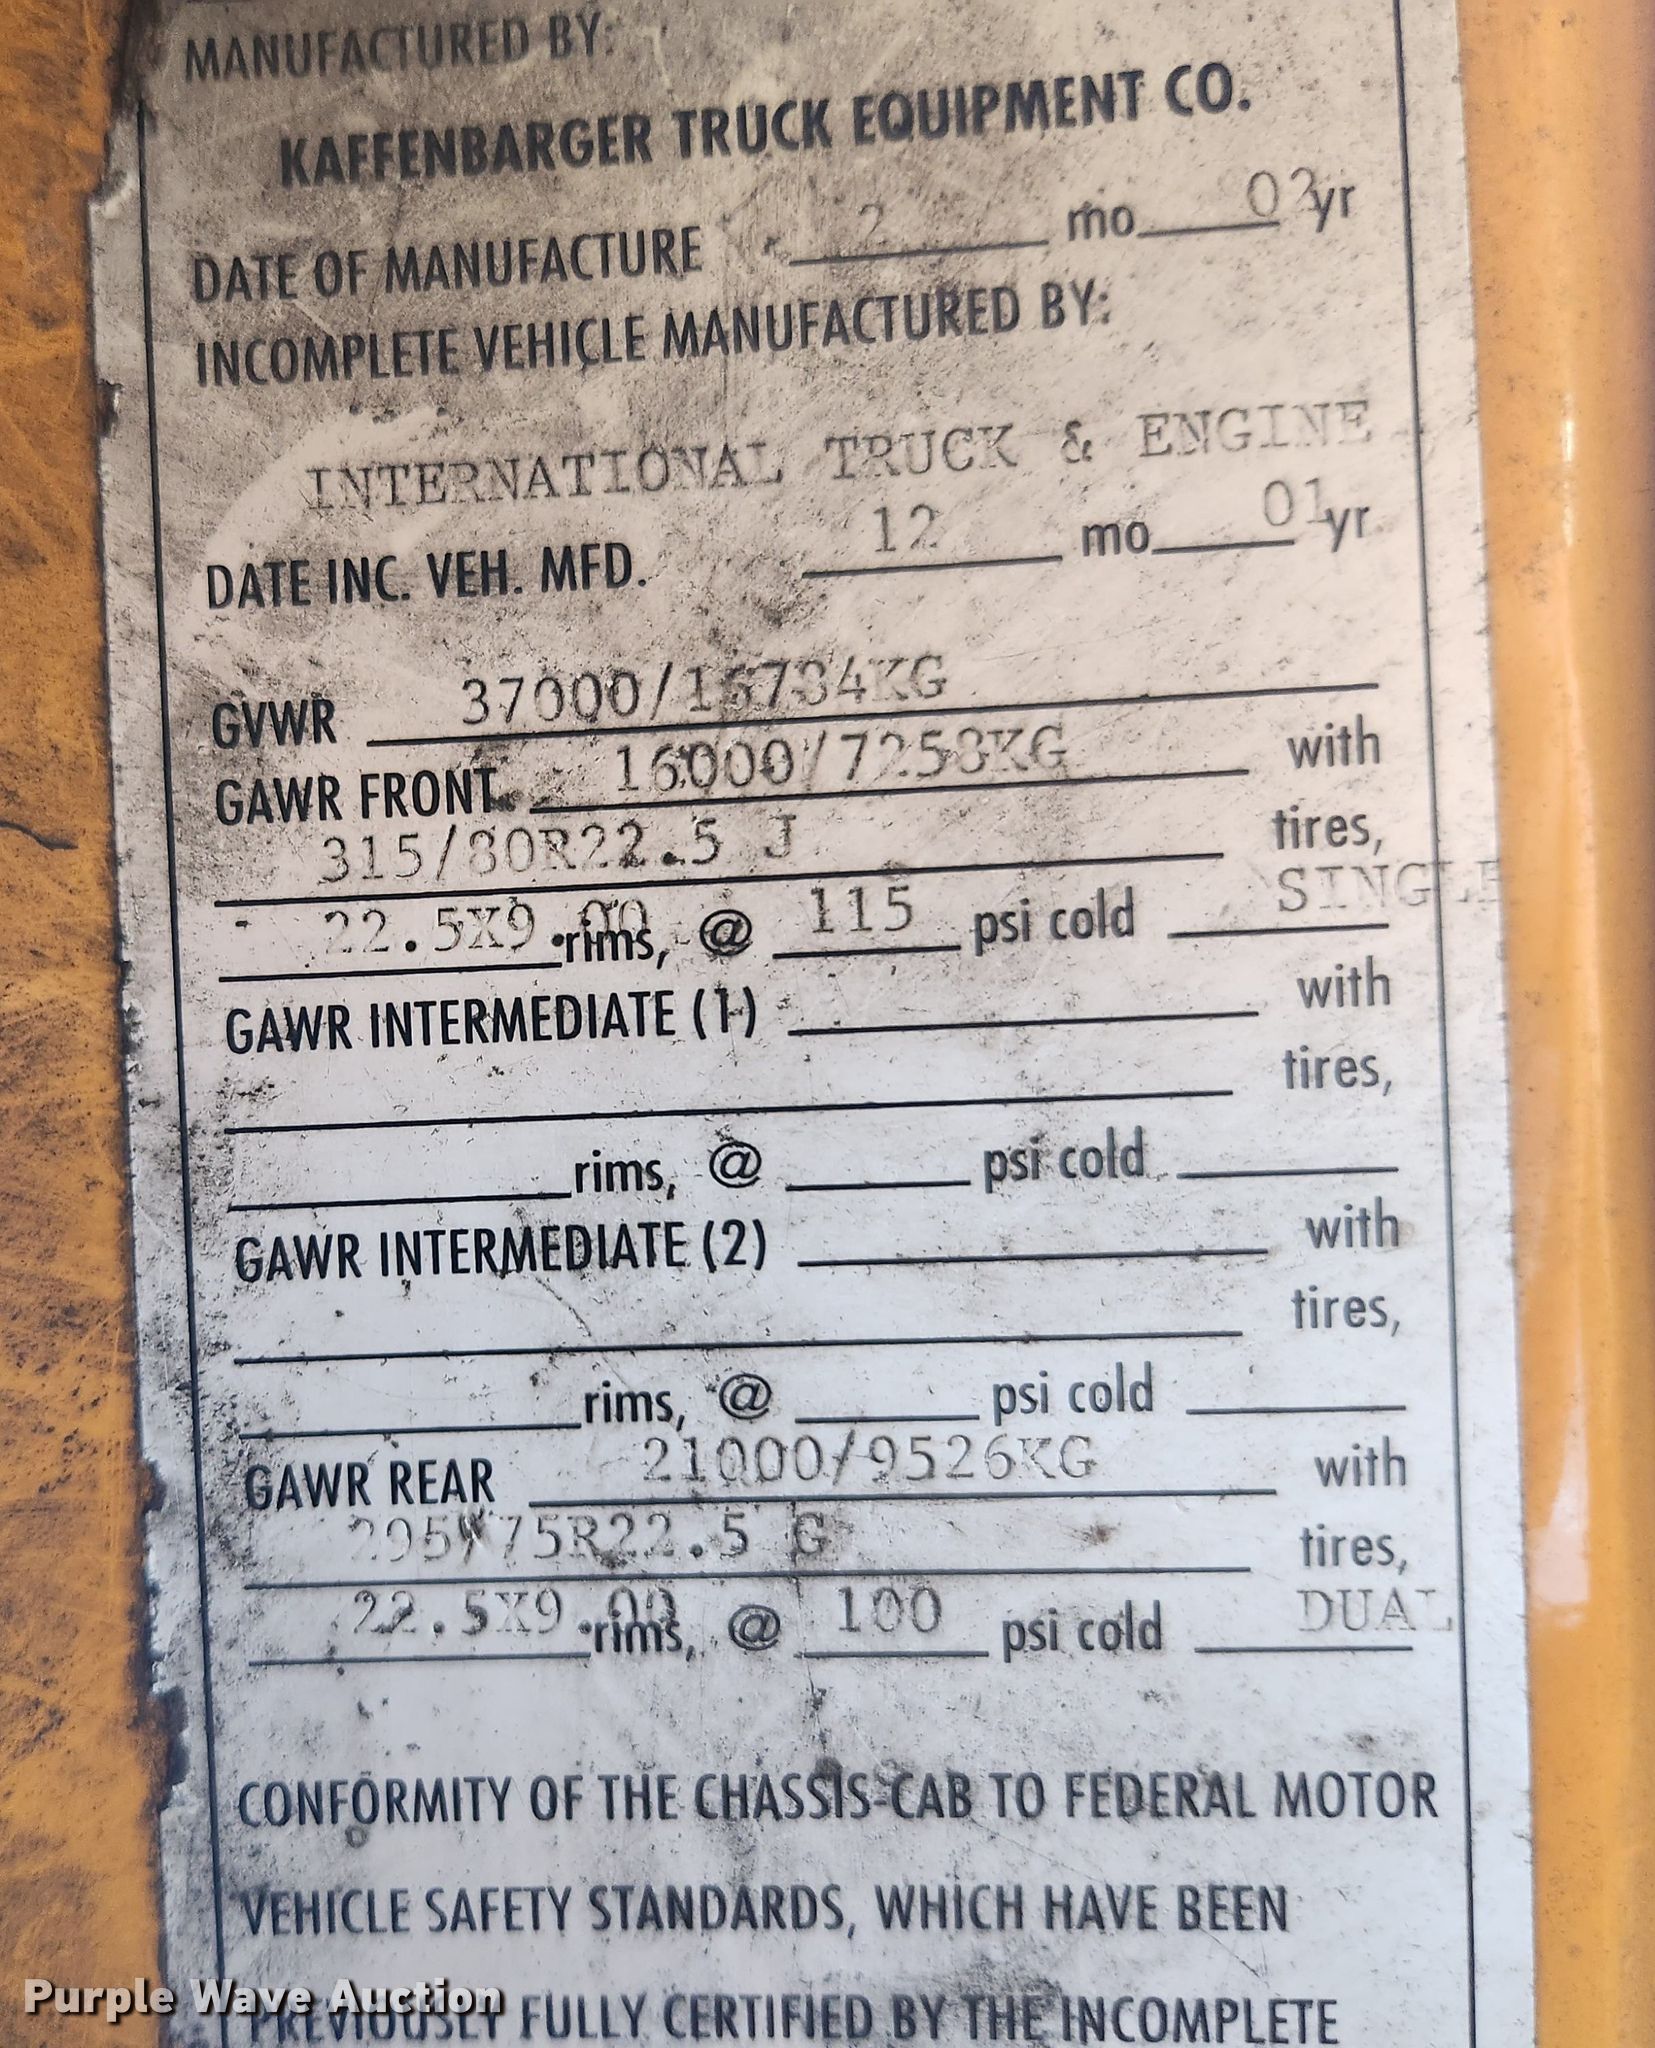 MANUFACTURED BY:
KAFFENBARGER TRUCK EQUIPMENT CO.
DATE OF MANUFACTURE 2 mo yr
INCOMPLETE VEHICLE MANUFACTURED BY:
INTERNATIONAL TRUCK & ENGINE
DATE INC. VEH. MFD. 12 mo 01 yr
GVWR 37000/16784KG
GAWR FRONT 16000/7258KG with
315/80R22.5 J tires,
22.5X9.00 rims, @ 115 psi cold SINGLE
GAWR INTERMEDIATE (1) with
tires,
rims, @ psi cold
GAWR INTERMEDIATE (2) with
tires,
rims, @ psi cold
GAWR REAR 21000/9526KG with
295/75R22.5 G tires,
22.5X9.00 rims, @ 100 psi cold DUAL
CONFORMITY OF THE CHASSIS-CAB TO FEDERAL MOTOR
VEHICLE SAFETY STANDARDS, WHICH HAVE BEEN
PREVIOUSLY FULLY CERTIFIED BY THE INCOMPLETE
Purple Wave Auction